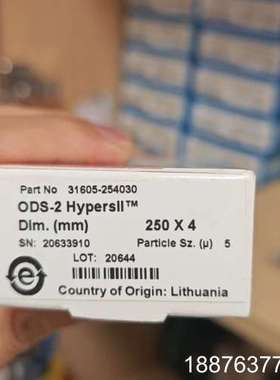 Part No 31605-254030
ODS-2 Hypersil™
Dim. (mm) 250 X 4
SN: 20633910 Particle Sz. (µ) 5
LOT: 20644
Country of Origin: Lithuania
18876377